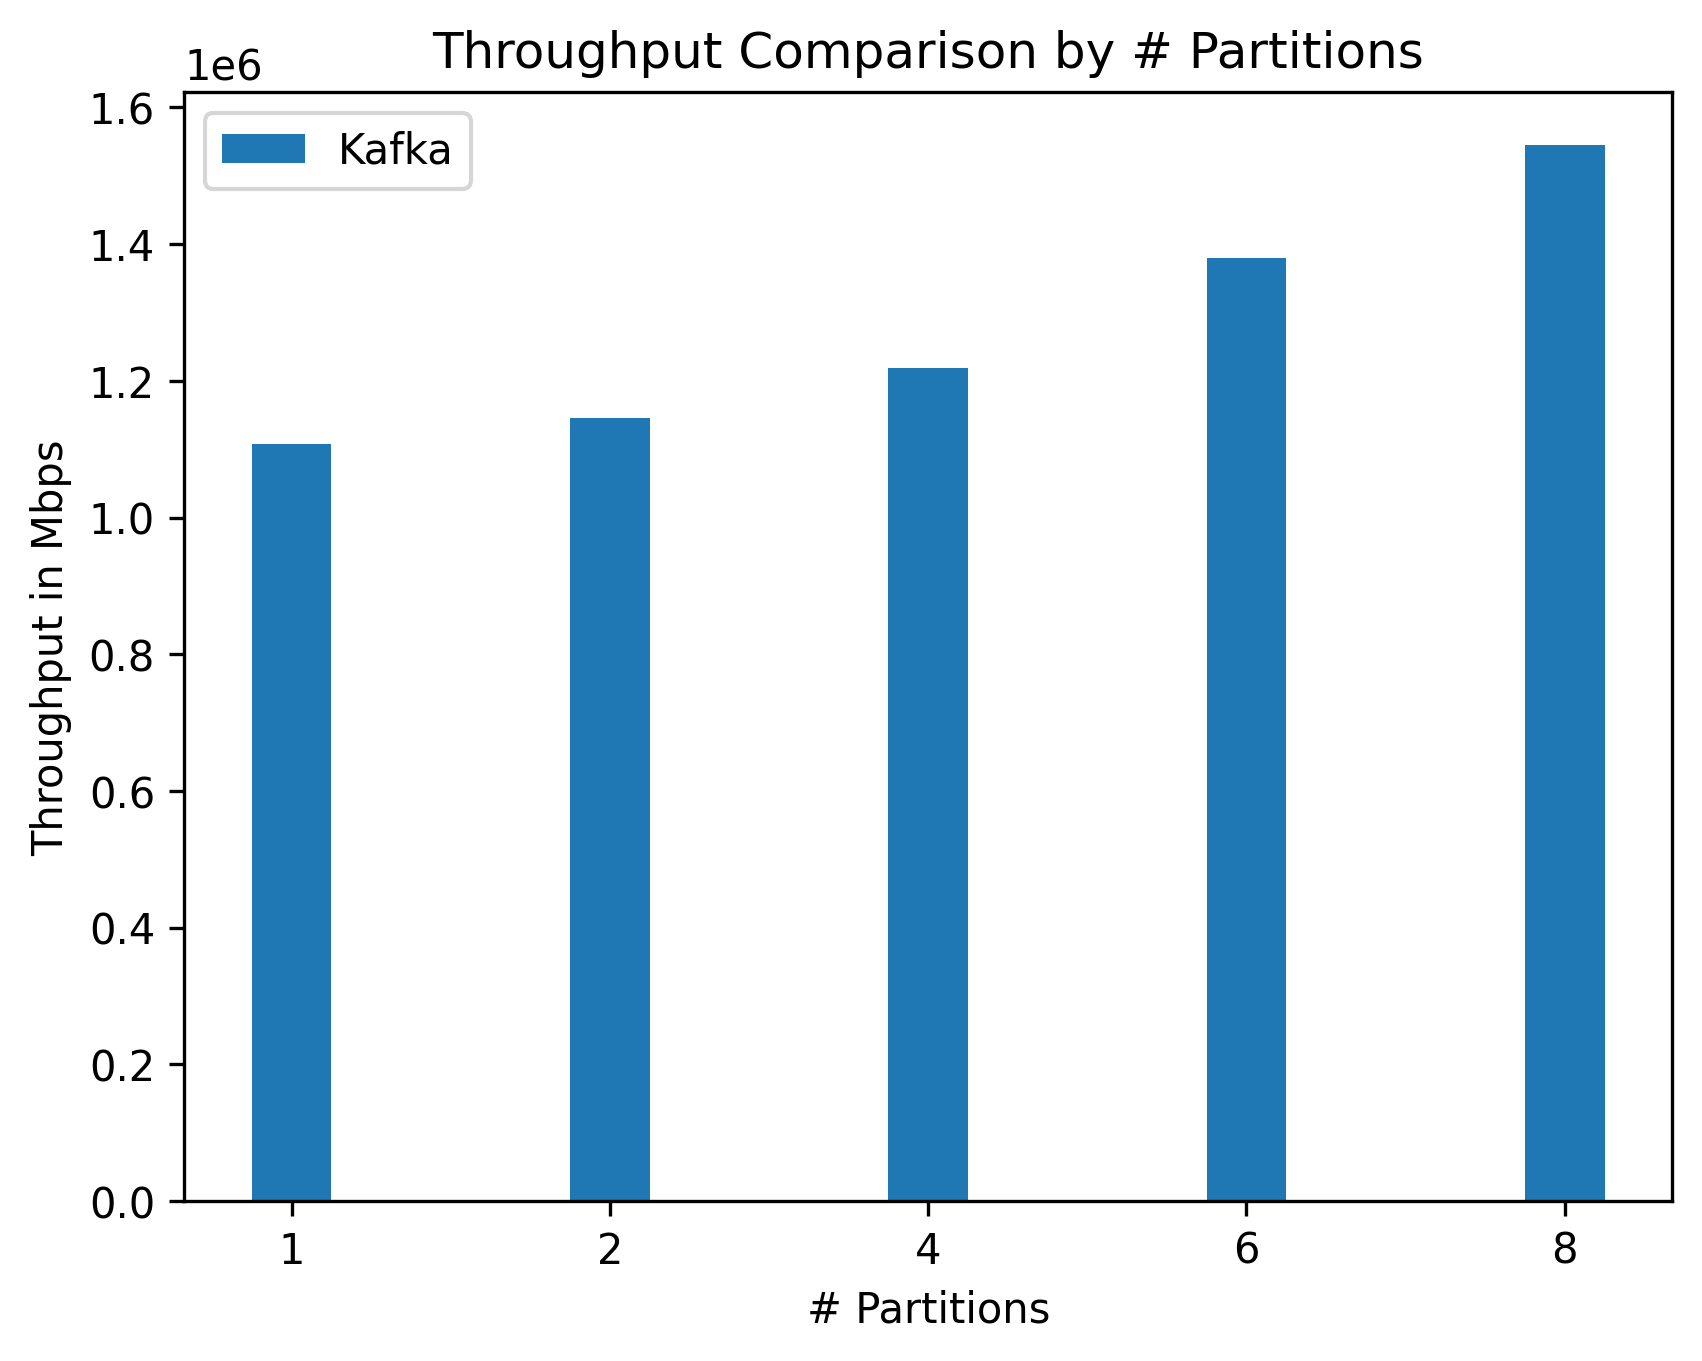 Throughput Comparison by # Partitions
1e6
1.6
1.4
1.2
1.0
0.8
0.6
0.4
0.2
0.0
Kafka
Throughput in Mbps
1 2 4 6 8
# Partitions